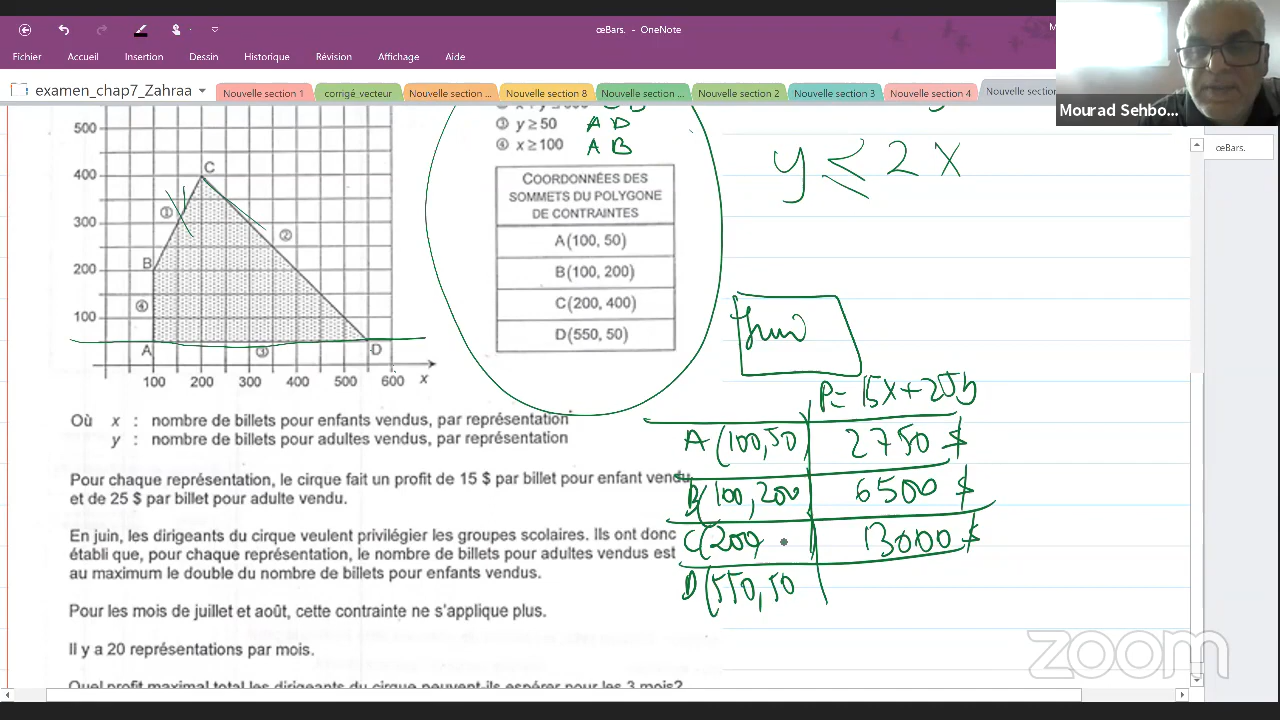 œBars. - OneNote
Fichier Accueil Insertion Dessin Historique Révision Affichage Aide
examen_chap7_Zahraa
Nouvelle section 1 corrigé_vecteur Nouvelle section ... Nouvelle section 8 Nouvelle section ... Nouvelle section 2 Nouvelle section 3 Nouvelle section 4 Nouvelle section
Mourad Sehbo...
œBars.
500
400
300
200
100
100 200 300 400 500 600 x
A
B
C
D
①
②
③
④
③ y ≥ 50 A D
④ x ≥ 100 A B
COORDONNÉES DES
SOMMETS DU POLYGONE
DE CONTRAINTES
A(100, 50)
B(100, 200)
C(200, 400)
D(550, 50)
y ≤ 2 x
Où x : nombre de billets pour enfants vendus, par représentation
y : nombre de billets pour adultes vendus, par représentation
Pour chaque représentation, le cirque fait un profit de 15 $ par billet pour enfant vendu
et de 25 $ par billet pour adulte vendu.
En juin, les dirigeants du cirque veulent privilégier les groupes scolaires. Ils ont donc
établi que, pour chaque représentation, le nombre de billets pour adultes vendus est
au maximum le double du nombre de billets pour enfants vendus.
Pour les mois de juillet et août, cette contrainte ne s'applique plus.
Il y a 20 représentations par mois.
Quel profit maximal total les dirigeants du cirque peuvent-ils espérer pour les 3 mois?
A (100,50 2750 $
B(100,200 6500 $
C(200, 13000 $
D (550,50
zoom